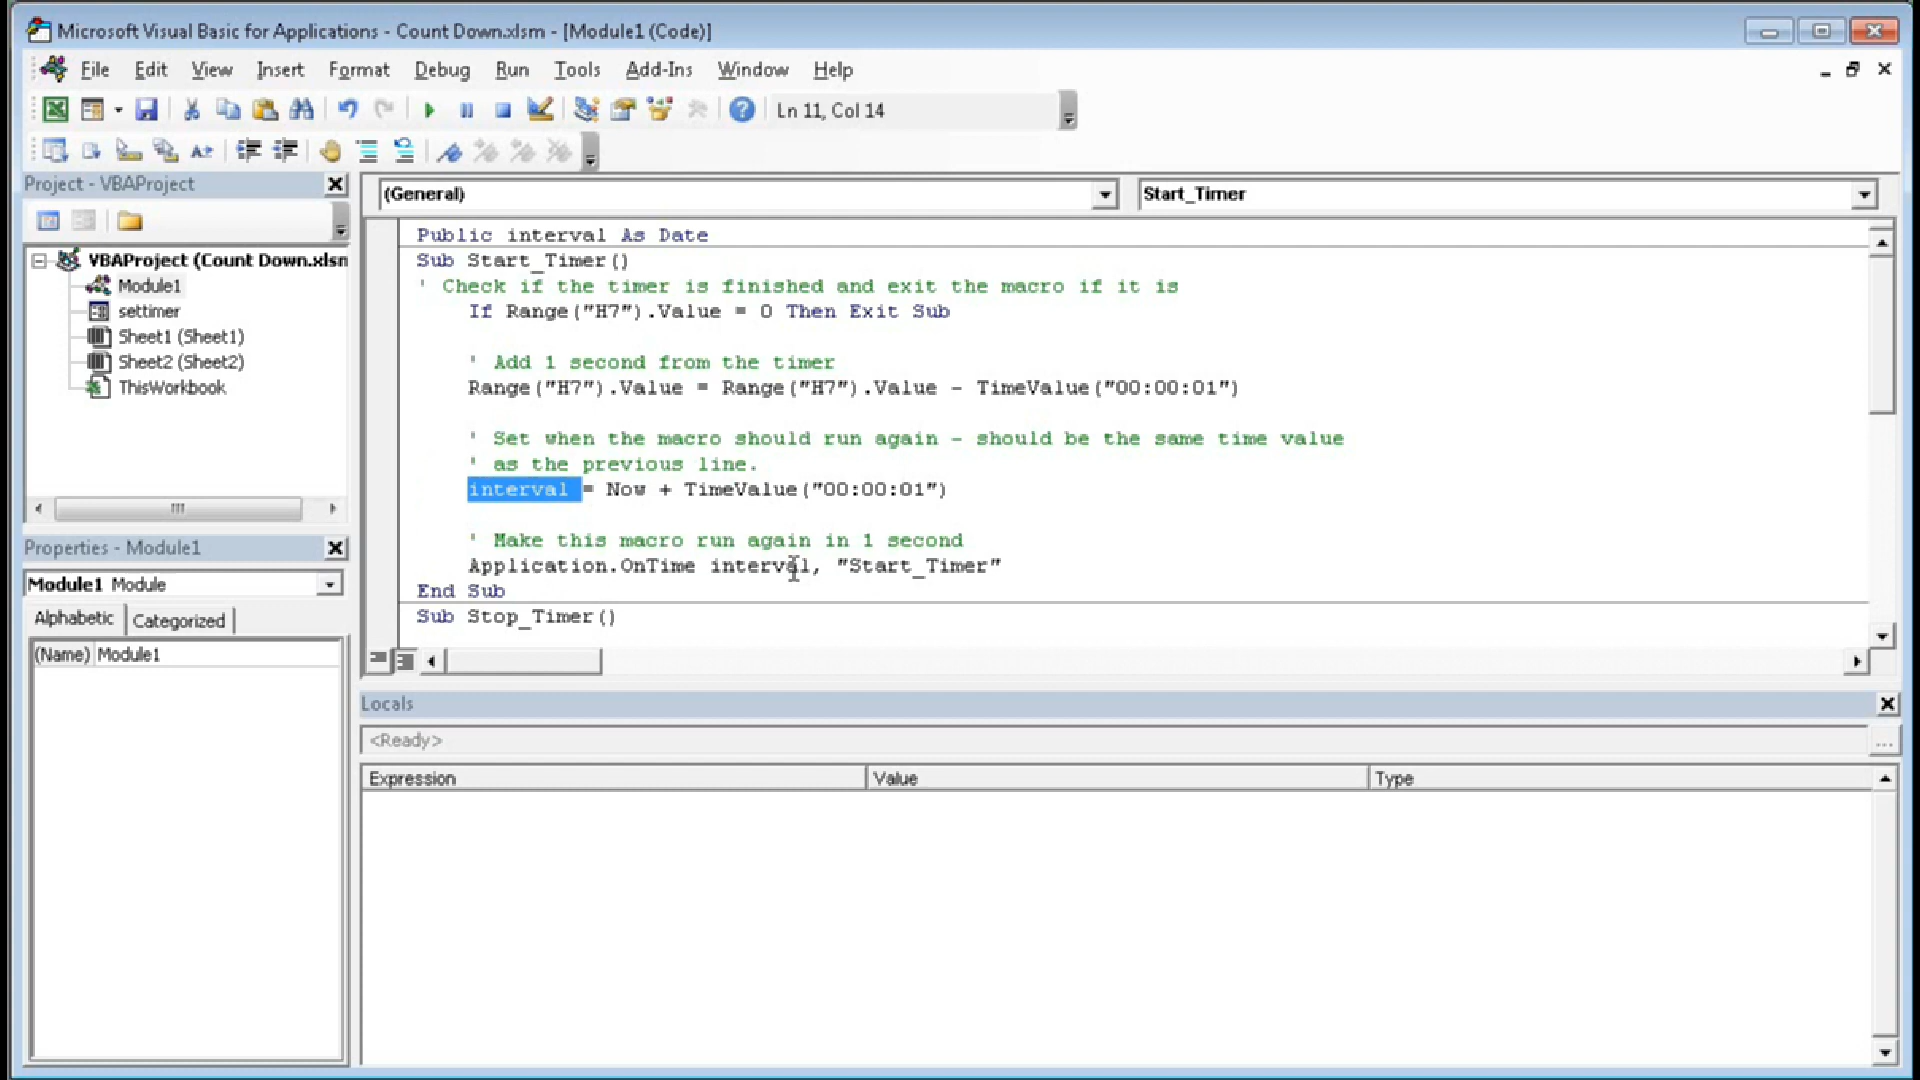 Microsoft Visual Basic for Applications - Count Down.xlsm - [Module1 (Code)]
File Edit View Insert Format Debug Run Tools Add-Ins Window Help
Ln 11, Col 14
Project - VBAProject
VBAProject (Count Down.xlsm
Module1
settimer
Sheet1 (Sheet1)
Sheet2 (Sheet2)
ThisWorkbook
Properties - Module1
Module1 Module
Alphabetic Categorized
(Name) Module1
(General) Start_Timer
Public interval As Date
Sub Start_Timer()
' Check if the timer is finished and exit the macro if it is
If Range("H7").Value = 0 Then Exit Sub
' Add 1 second from the timer
Range("H7").Value = Range("H7").Value - TimeValue("00:00:01")
' Set when the macro should run again - should be the same time value
' as the previous line.
interval = Now + TimeValue("00:00:01")
' Make this macro run again in 1 second
Application.OnTime interval, "Start_Timer"
End Sub
Sub Stop_Timer()
Locals
<Ready>
Expression Value Type